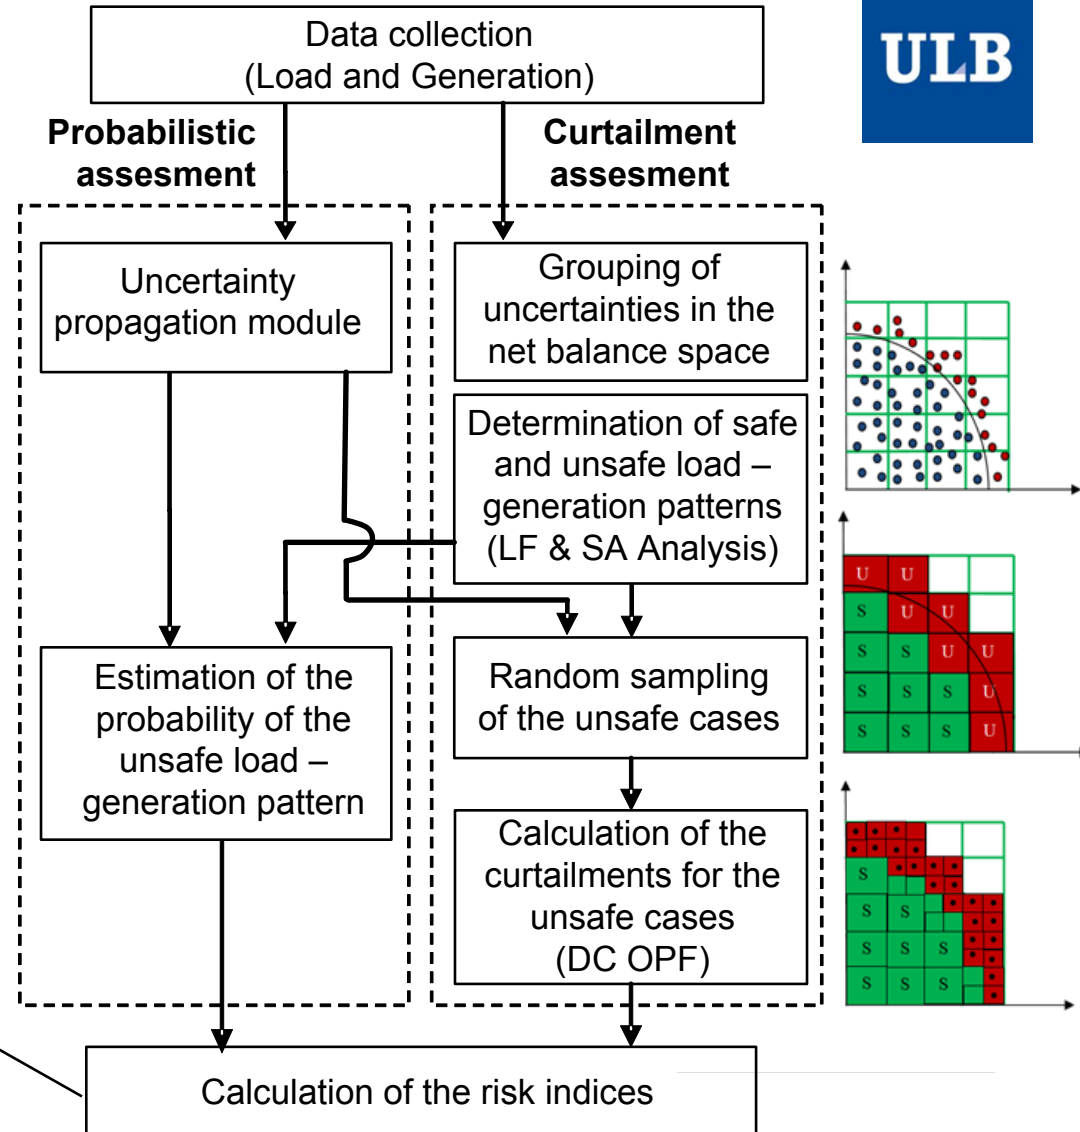 Data collection
(Load and Generation)
ULB
Probabilistic
assesment
Curtailment
assesment
Uncertainty
propagation module
Grouping of
uncertainties in the
net balance space
Determination of safe
and unsafe load –
generation patterns
(LF & SA Analysis)
U U
S U U
S S U U
S S S U
S S S U
Estimation of the
probability of the
unsafe load –
generation pattern
Random sampling
of the unsafe cases
Calculation of the
curtailments for the
unsafe cases
(DC OPF)
S
S S
S S S
S S S
Calculation of the risk indices